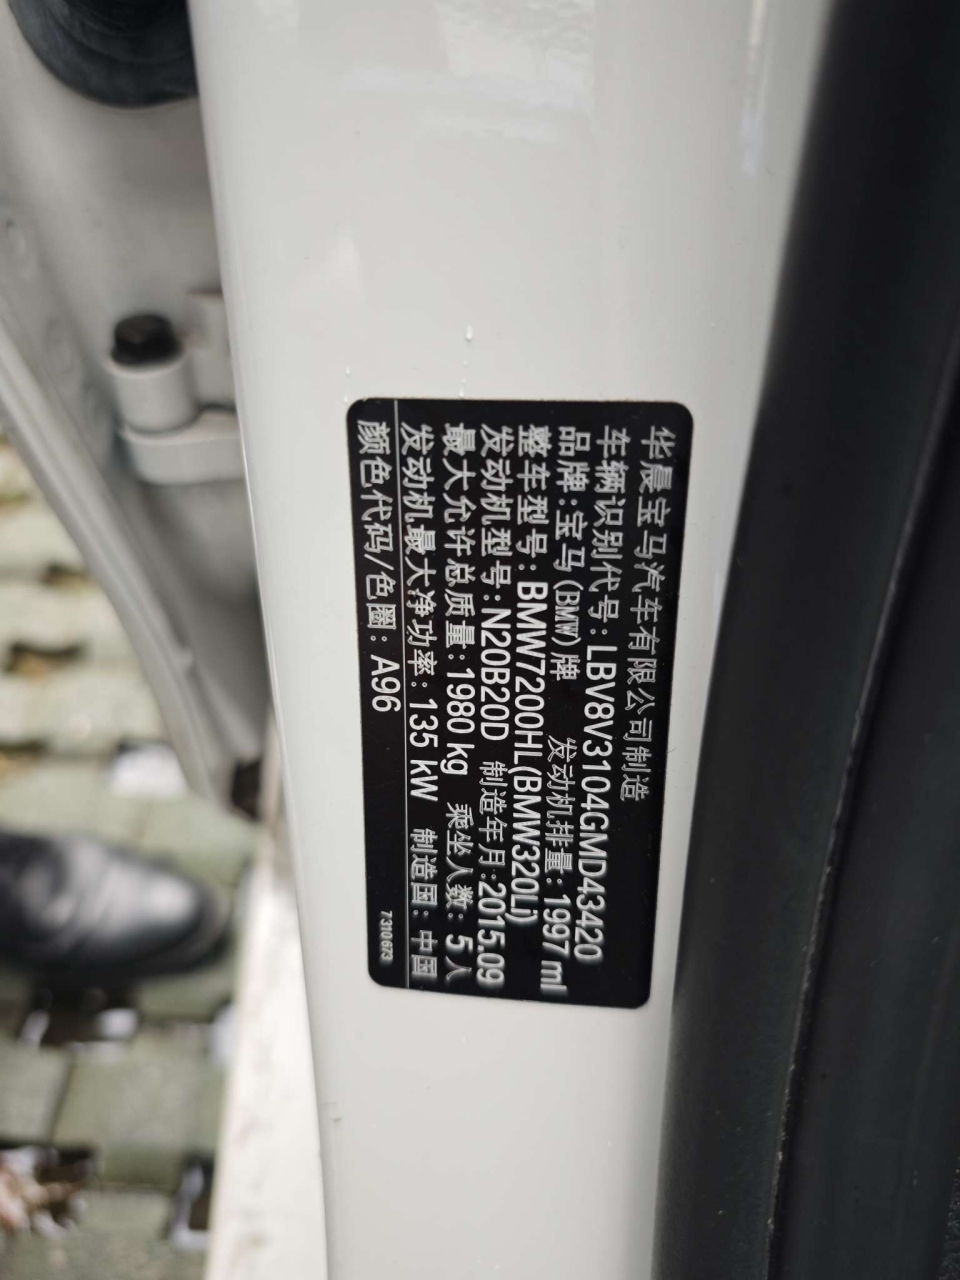 华晨宝马汽车有限公司制造
车辆识别代号：LBV8V3104GMD43420
品牌：宝马(BMW)牌 发动机排量：1997 ml
整车型号：BMW7200HL(BMW320Li)
发动机型号：N20B20D 制造年月：2015.09
最大允许总质量：1980 kg 乘坐人数：5人
发动机最大净功率：135 kW 制造国：中国
颜色代码/色圈：A96
7310673